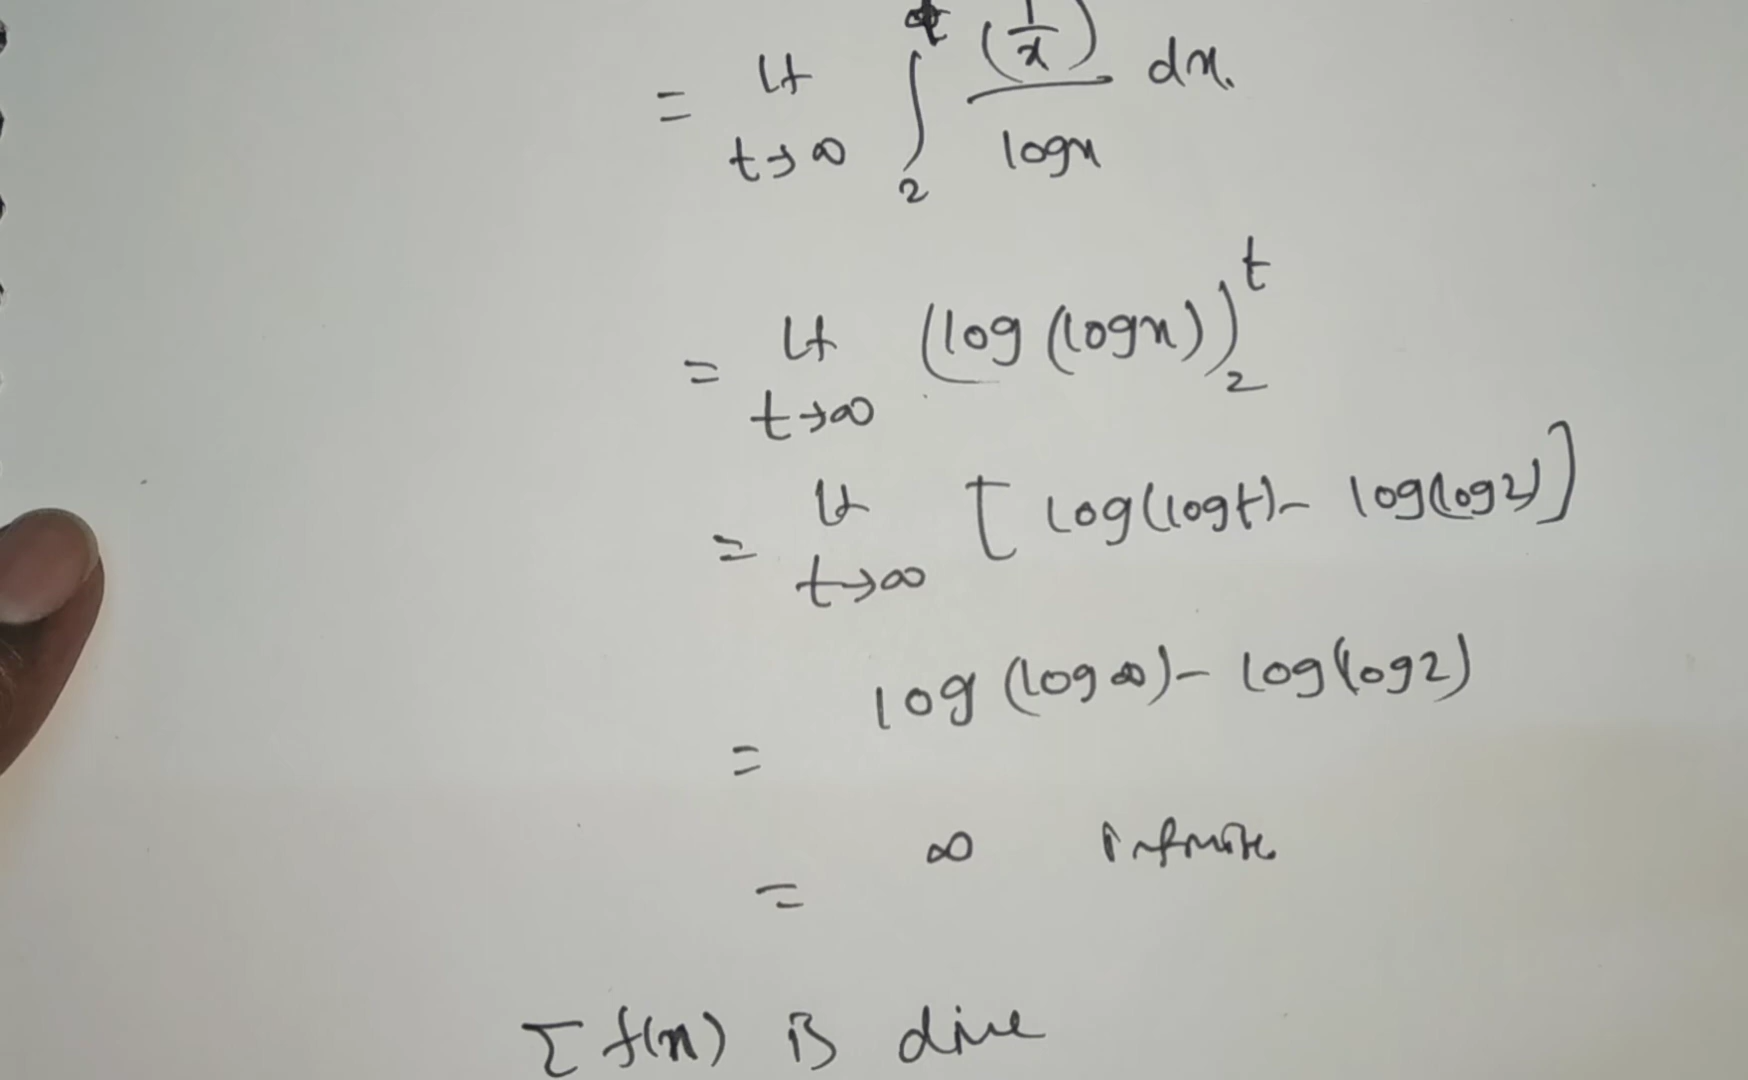 = lt t→∞ ∫₂ᵗ (1/x)/logx dx.
= lt t→∞ (log(logx))₂ᵗ
= lt t→∞ [log(logt) - log(log2)]
= log(log∞) - log(log2)
= ∞ infinite
Σ f(n) is dive